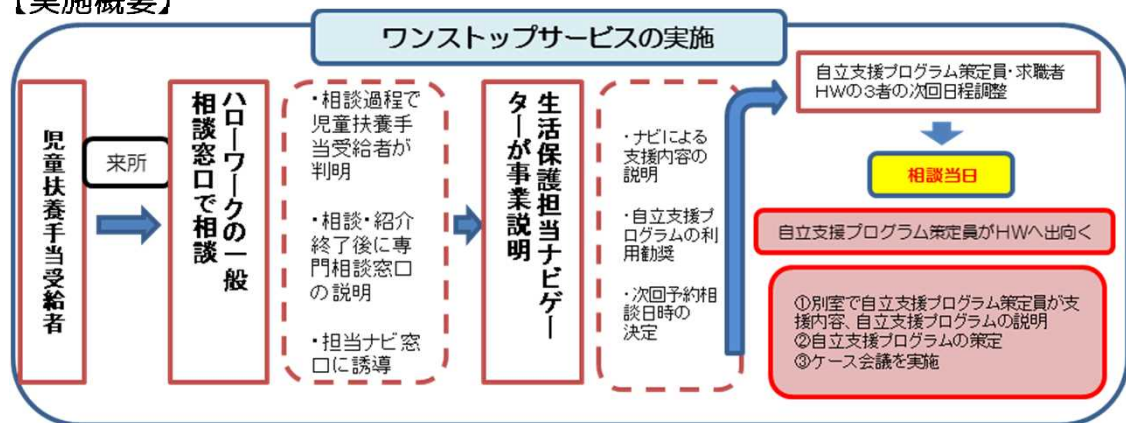 【実施概要】
ワンストップサービスの実施
児童扶養手当受給者
来所
ハローワークの一般
相談窓口で相談
・相談過程で
児童扶養手
当受給者が
判明
・相談・紹介
終了後に専
門相談窓口
の説明
・担当ナビ窓
口に誘導
生活保護担当ナビゲー
ターが事業説明
・ナビによる
支援内容の
説明
・自立支援プ
ログラムの利
用勧奨
・次回予約相
談日時の
決定
自立支援プログラム策定員・求職者
HWの3者の次回日程調整
相談当日
自立支援プログラム策定員がHWへ出向く
①別室で自立支援プログラム策定員が支
援内容、自立支援プログラムの説明
②自立支援プログラムの策定
③ケース会議を実施